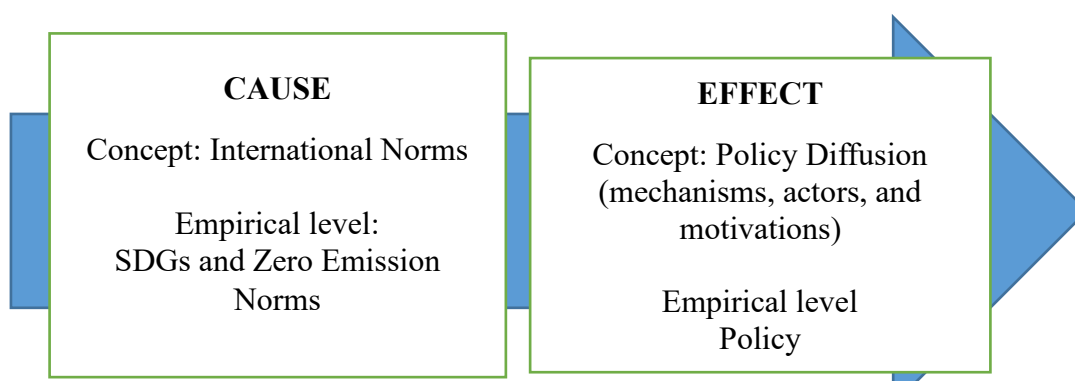 CAUSE
Concept: International Norms
Empirical level:
SDGs and Zero Emission
Norms
EFFECT
Concept: Policy Diffusion
(mechanisms, actors, and
motivations)
Empirical level
Policy